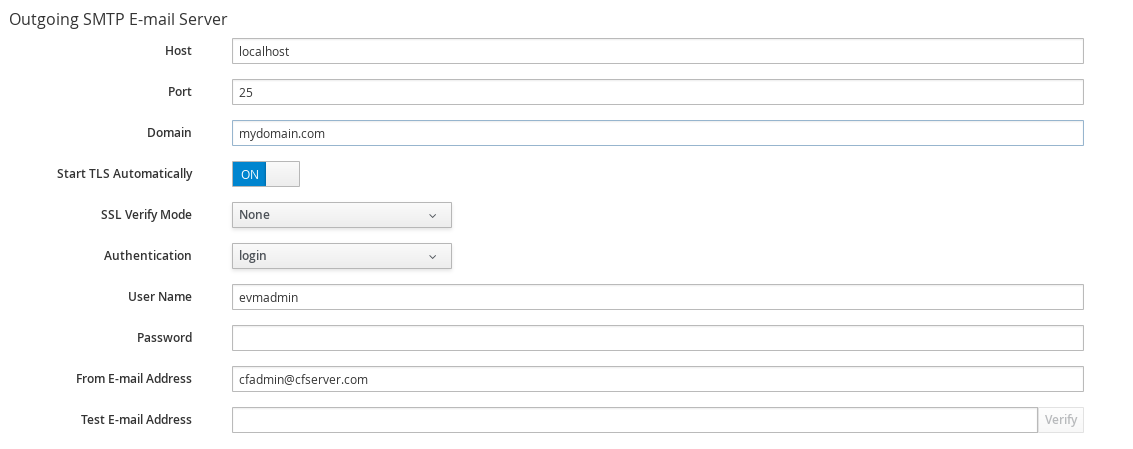 Outgoing SMTP E-mail Server
Host localhost
Port 25
Domain mydomain.com
Start TLS Automatically ON
SSL Verify Mode None
Authentication login
User Name evmadmin
Password
From E-mail Address cfadmin@cfserver.com
Test E-mail Address Verify